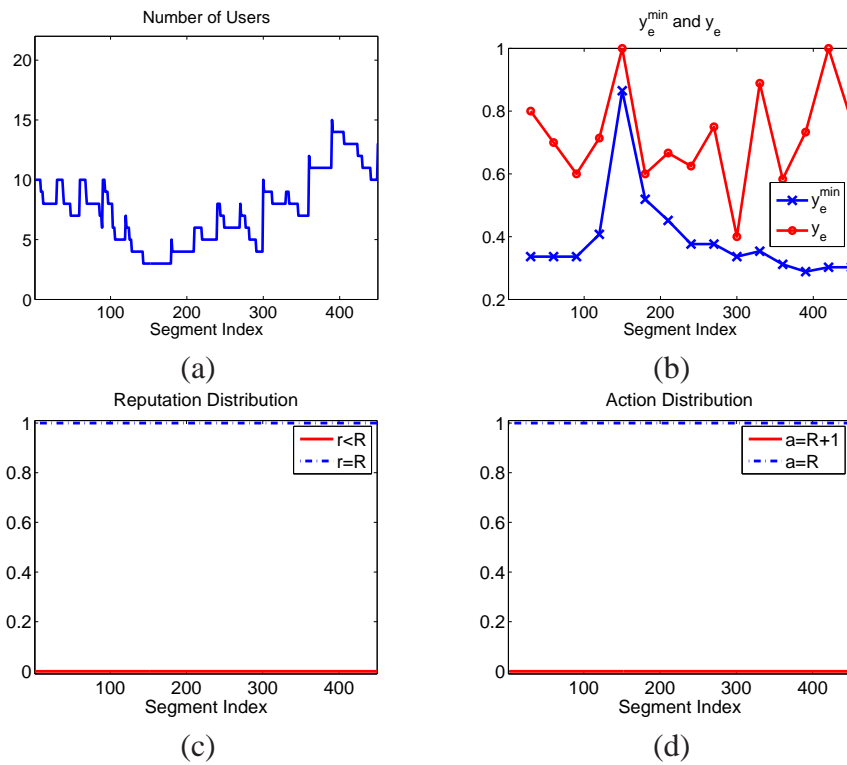 Number of Users
20
15
10
5
0
100 200 300 400
Segment Index
(a)
y_e^min and y_e
1
0.8
0.6
0.4
0.2
y_e^min
y_e
100 200 300 400
Segment Index
(b)
Reputation Distribution
1
0.8
0.6
0.4
0.2
0
r<R
r=R
100 200 300 400
Segment Index
(c)
Action Distribution
1
0.8
0.6
0.4
0.2
0
a=R+1
a=R
100 200 300 400
Segment Index
(d)